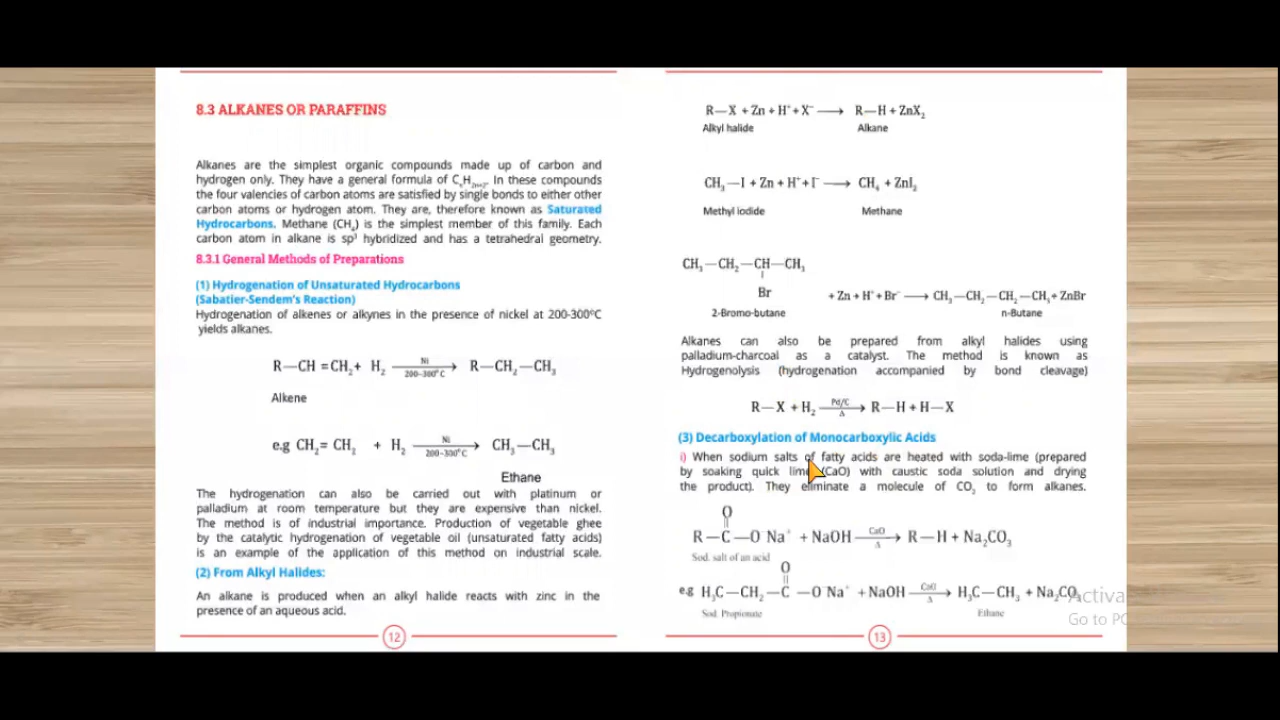 8.3 ALKANES OR PARAFFINS
Alkanes are the simplest organic compounds made up of carbon and
hydrogen only. They have a general formula of CnH2n+2. In these compounds
the four valencies of carbon atoms are satisfied by single bonds to either other
carbon atoms or hydrogen atom. They are, therefore known as Saturated
Hydrocarbons. Methane (CH₄) is the simplest member of this family. Each
carbon atom in alkane is sp³ hybridized and has a tetrahedral geometry.
8.3.1 General Methods of Preparations
(1) Hydrogenation of Unsaturated Hydrocarbons
(Sabatier-Sendem's Reaction)
Hydrogenation of alkenes or alkynes in the presence of nickel at 200-300°C
yields alkanes.
R—CH =CH₂+ H₂ Ni 200-300°C → R—CH₂—CH₃
Alkene
e.g CH₂= CH₂ + H₂ Ni 200-300°C → CH₃—CH₃
Ethane
The hydrogenation can also be carried out with platinum or
palladium at room temperature but they are expensive than nickel.
The method is of industrial importance. Production of vegetable ghee
by the catalytic hydrogenation of vegetable oil (unsaturated fatty acids)
is an example of the application of this method on industrial scale.
(2) From Alkyl Halides:
An alkane is produced when an alkyl halide reacts with zinc in the
presence of an aqueous acid.
12
R—X + Zn + H⁺ + X⁻ → R—H + ZnX₂
Alkyl halide Alkane
CH₃—I + Zn + H⁺ + I⁻ → CH₄ + ZnI₂
Methyl iodide Methane
CH₃—CH₂—CH—CH₃
Br + Zn + H⁺ + Br⁻ → CH₃—CH₂—CH₂—CH₃+ ZnBr
2-Bromo-butane n-Butane
Alkanes can also be prepared from alkyl halides using
palladium-charcoal as a catalyst. The method is known as
Hydrogenolysis (hydrogenation accompanied by bond cleavage)
R—X + H₂ Pd/C Δ → R—H + H—X
(3) Decarboxylation of Monocarboxylic Acids
i) When sodium salts of fatty acids are heated with soda-lime (prepared
by soaking quick lime (CaO) with caustic soda solution and drying
the product). They eliminate a molecule of CO₂ to form alkanes.
O
R—C—O⁻Na⁺ + NaOH CaO Δ → R—H + Na₂CO₃
Sod. salt of an acid
O
e.g H₃C—CH₂—C—O⁻Na⁺ + NaOH CaO Δ → H₃C—CH₃ + Na₂CO₃
Sod. Propionate Ethane
13
Activa
Go to PC